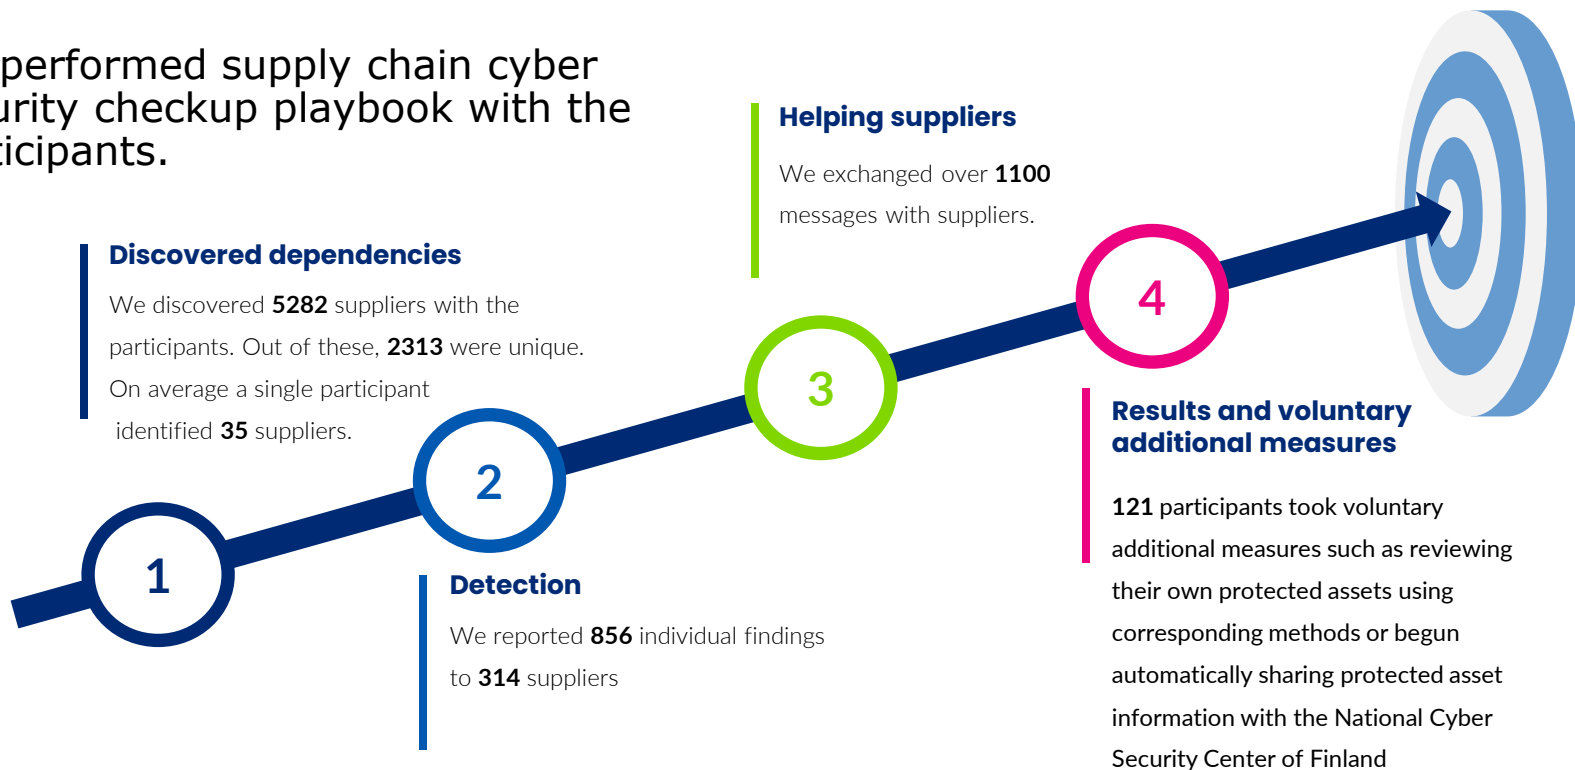 performed supply chain cyber
urity checkup playbook with the
ticipants.
Discovered dependencies
We discovered 5282 suppliers with the
participants. Out of these, 2313 were unique.
On average a single participant
identified 35 suppliers.
1
2
Detection
We reported 856 individual findings
to 314 suppliers
Helping suppliers
We exchanged over 1100
messages with suppliers.
3
4
Results and voluntary
additional measures
121 participants took voluntary
additional measures such as reviewing
their own protected assets using
corresponding methods or begun
automatically sharing protected asset
information with the National Cyber
Security Center of Finland